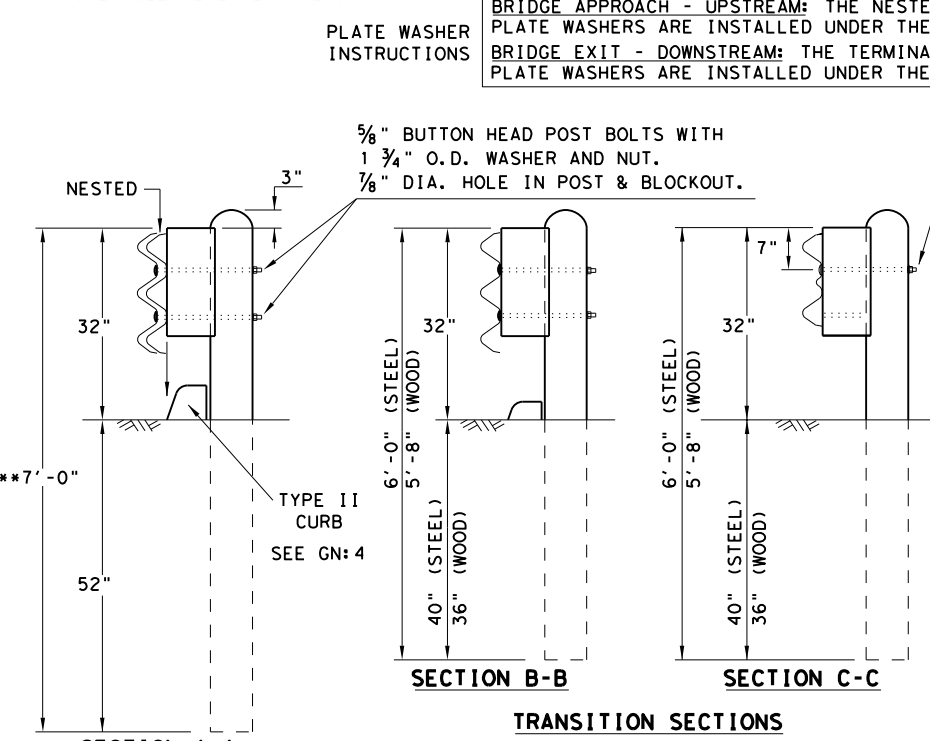 BRIDGE APPROACH - UPSTREAM: THE NESTE
PLATE WASHERS ARE INSTALLED UNDER THE
BRIDGE EXIT - DOWNSTREAM: THE TERMINA
PLATE WASHERS ARE INSTALLED UNDER THE
PLATE WASHER
INSTRUCTIONS
⅝" BUTTON HEAD POST BOLTS WITH
1 ¾" O.D. WASHER AND NUT.
⅞" DIA. HOLE IN POST & BLOCKOUT.
NESTED
3"
32"
**7'-0"
52"
TYPE II
CURB
SEE GN:4
32"
6'-0" (STEEL)
5'-8" (WOOD)
40" (STEEL)
36" (WOOD)
SECTION B-B
7"
32"
6'-0" (STEEL)
5'-8" (WOOD)
40" (STEEL)
36" (WOOD)
SECTION C-C
TRANSITION SECTIONS